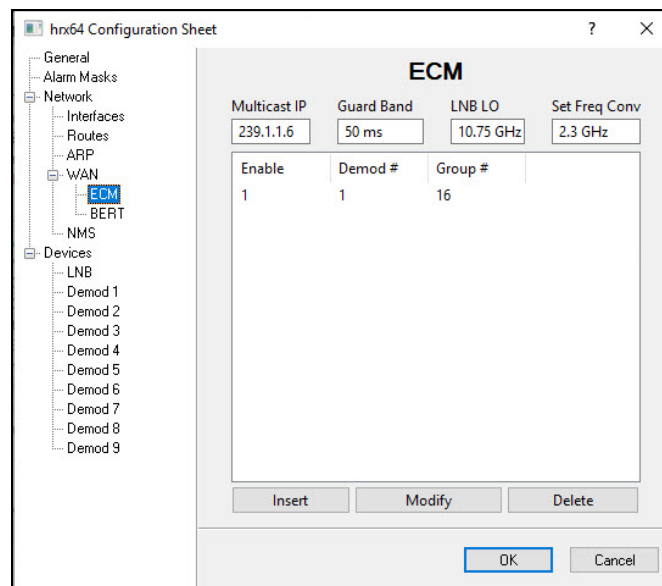 hrx64 Configuration Sheet ? ×
General
Alarm Masks
Network
Interfaces
Routes
ARP
WAN
ECM
BERT
NMS
Devices
LNB
Demod 1
Demod 2
Demod 3
Demod 4
Demod 5
Demod 6
Demod 7
Demod 8
Demod 9
ECM
Multicast IP Guard Band LNB LO Set Freq Conv
239.1.1.6 50 ms 10.75 GHz 2.3 GHz
Enable Demod # Group #
1 1 16
Insert Modify Delete
OK Cancel